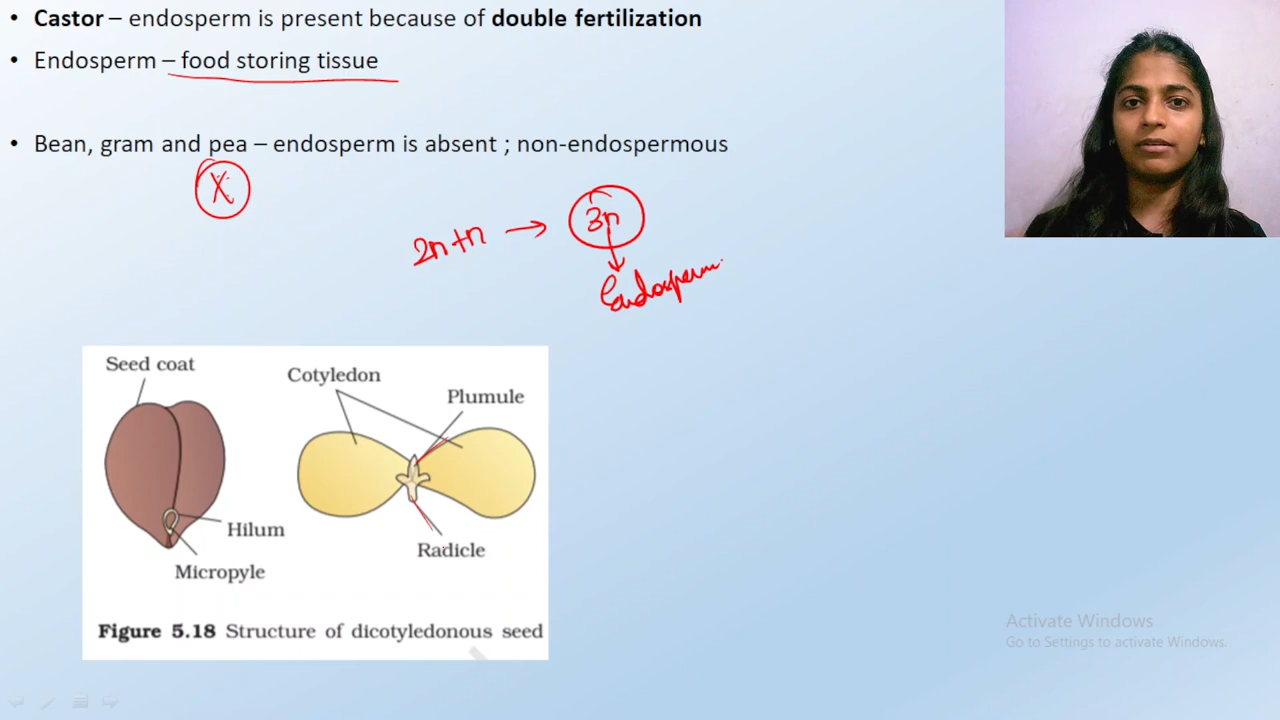 • Castor – endosperm is present because of double fertilization
• Endosperm – food storing tissue
• Bean, gram and pea – endosperm is absent ; non-endospermous
X
2n+n → 3n
Endosperm
Seed coat
Cotyledon
Plumule
Hilum
Radicle
Micropyle
Figure 5.18 Structure of dicotyledonous seed
Activate Windows
Go to Settings to activate Windows.